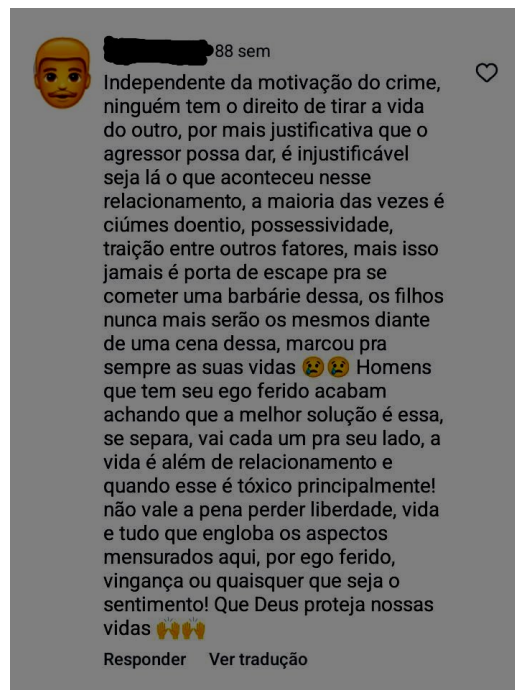 88 sem
Independente da motivação do crime,
ninguém tem o direito de tirar a vida
do outro, por mais justificativa que o
agressor possa dar, é injustificável
seja lá o que aconteceu nesse
relacionamento, a maioria das vezes é
ciúmes doentio, possessividade,
traição entre outros fatores, mais isso
jamais é porta de escape pra se
cometer uma barbárie dessa, os filhos
nunca mais serão os mesmos diante
de uma cena dessa, marcou pra
sempre as suas vidas 😢😢 Homens
que tem seu ego ferido acabam
achando que a melhor solução é essa,
se separa, vai cada um pra seu lado, a
vida é além de relacionamento e
quando esse é tóxico principalmente!
não vale a pena perder liberdade, vida
e tudo que engloba os aspectos
mensurados aqui, por ego ferido,
vingança ou quaisquer que seja o
sentimento! Que Deus proteja nossas
vidas 🙌🙌
Responder Ver tradução